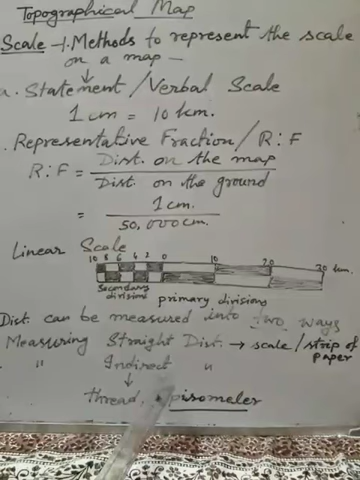 Topographical Map
Scale - 1. Methods to represent the scale
on a map -
a. Statement / Verbal Scale
1 cm = 10 km.
. Representative Fraction / R:F
R:F = Dist. on the map
Dist. on the ground
= 1 cm.
50,000 cm.
Linear Scale
10 8 6 4 2 0 10 20 30 km.
Secondary divisions primary divisions
Dist. can be measured into two ways
Measuring Straight Dist. → scale / strip of paper
" Indirect "
thread,